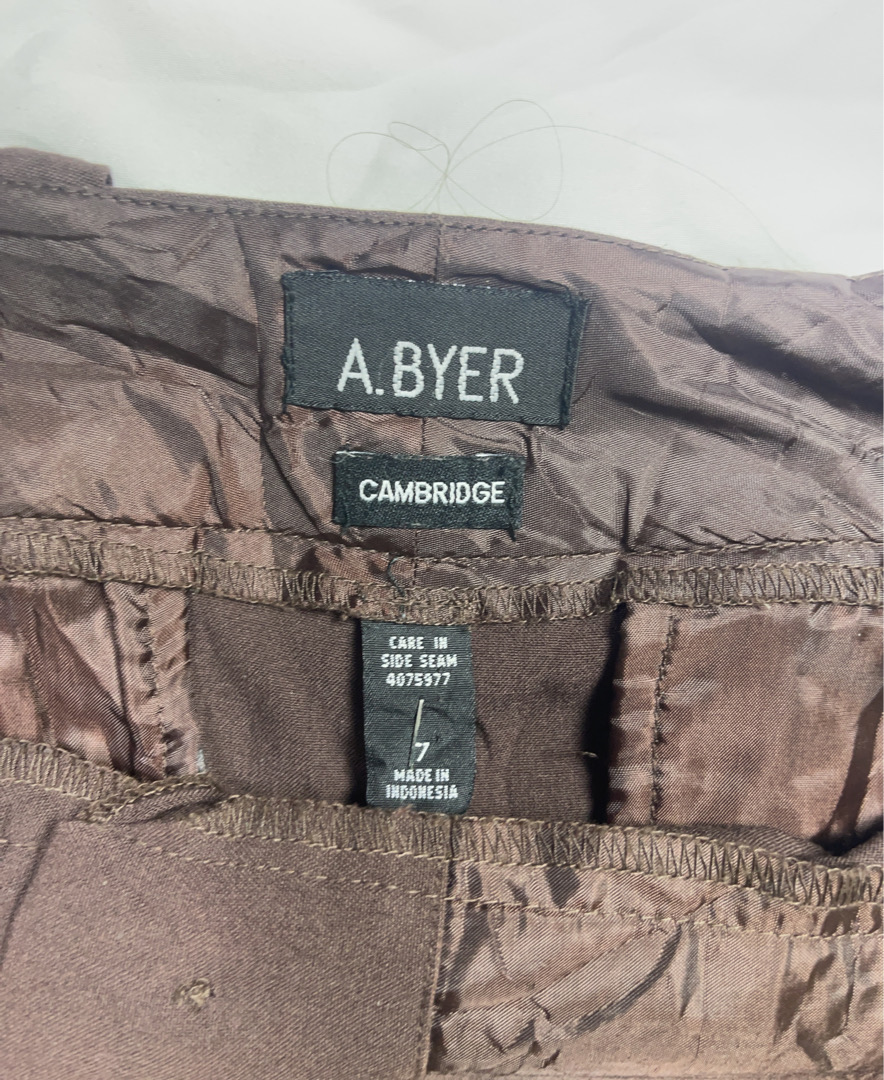 A.BYER
CAMBRIDGE
CARE IN
SIDE SEAM
4075977
7
MADE IN
INDONESIA